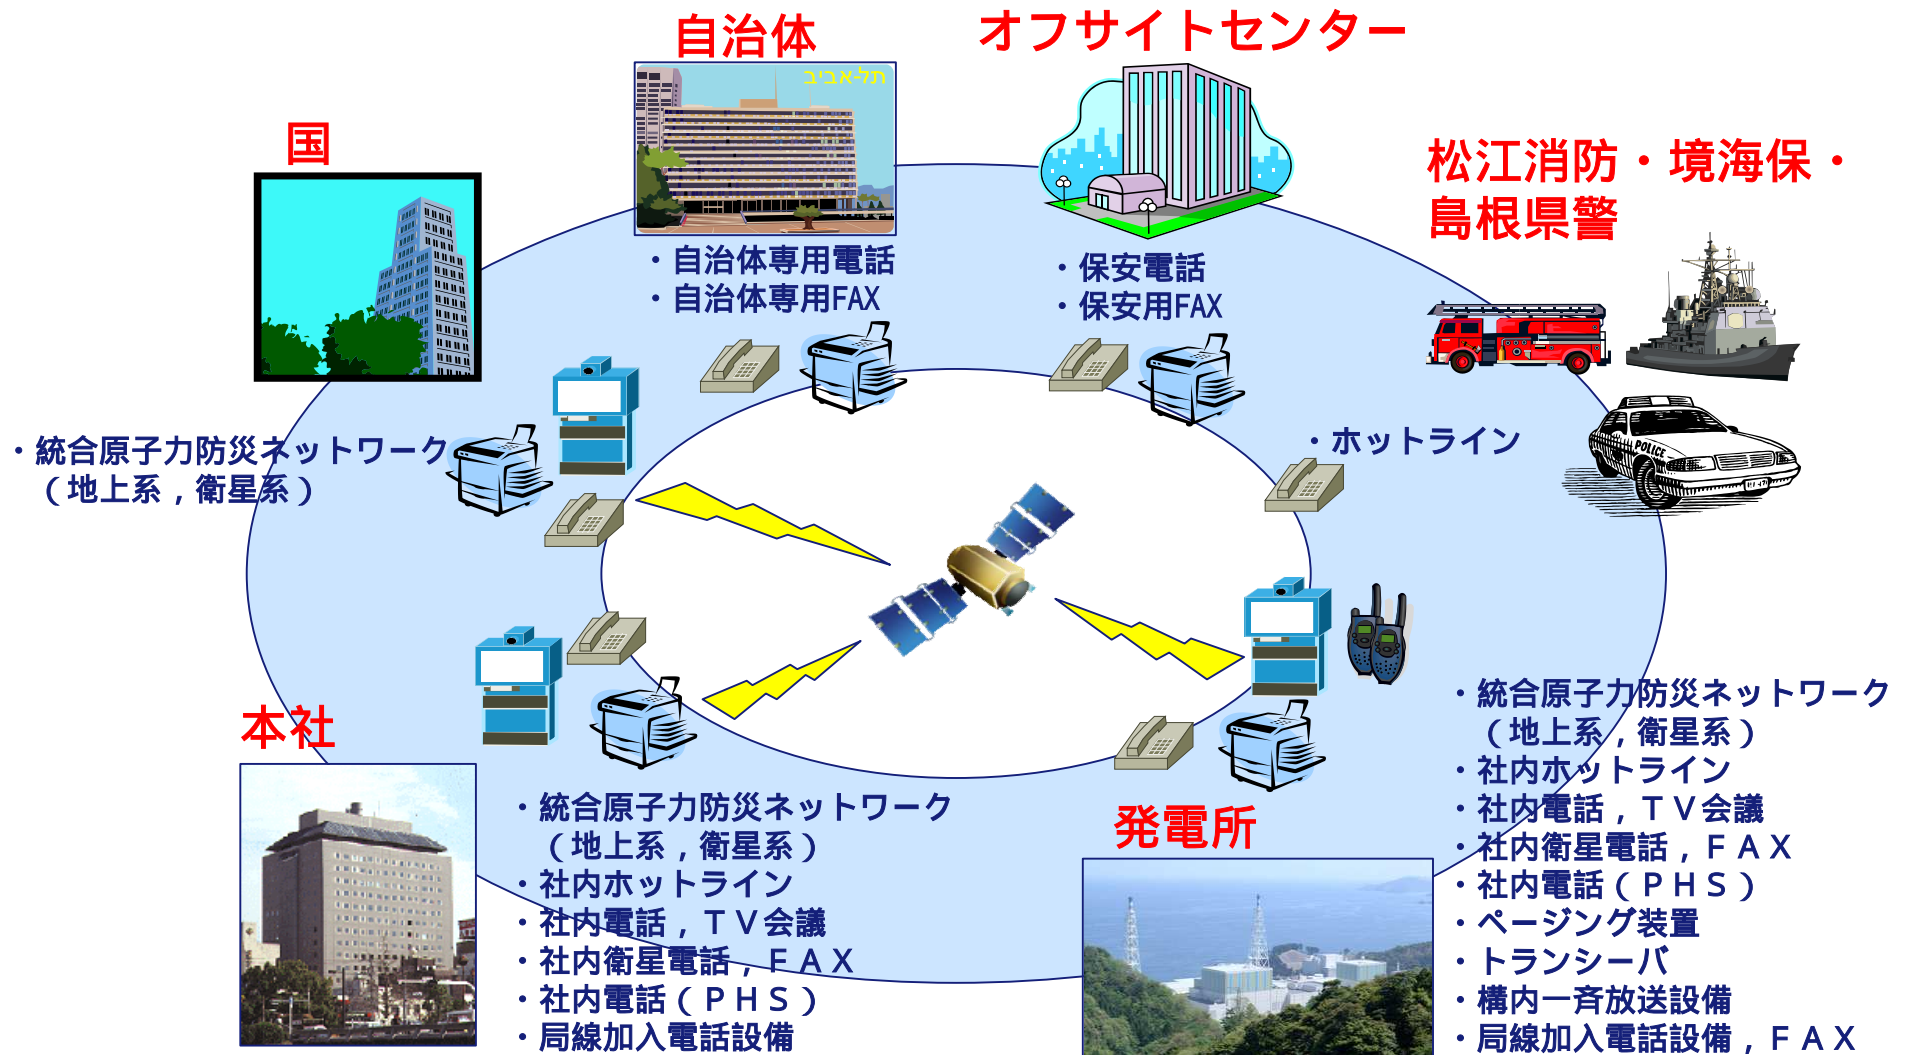 自治体
תל-אביב
・自治体専用電話
・自治体専用FAX
オフサイトセンター
・保安電話
・保安用FAX
国
・統合原子力防災ネットワーク
（地上系，衛星系）
松江消防・境海保・
島根県警
・ホットライン
POLICE
本社
・統合原子力防災ネットワーク
（地上系，衛星系）
・社内ホットライン
・社内電話，ＴＶ会議
・社内衛星電話，ＦＡＸ
・社内電話（ＰＨＳ）
・局線加入電話設備
発電所
・統合原子力防災ネットワーク
（地上系，衛星系）
・社内ホットライン
・社内電話，ＴＶ会議
・社内衛星電話，ＦＡＸ
・社内電話（ＰＨＳ）
・ページング装置
・トランシーバ
・構内一斉放送設備
・局線加入電話設備，ＦＡＸ